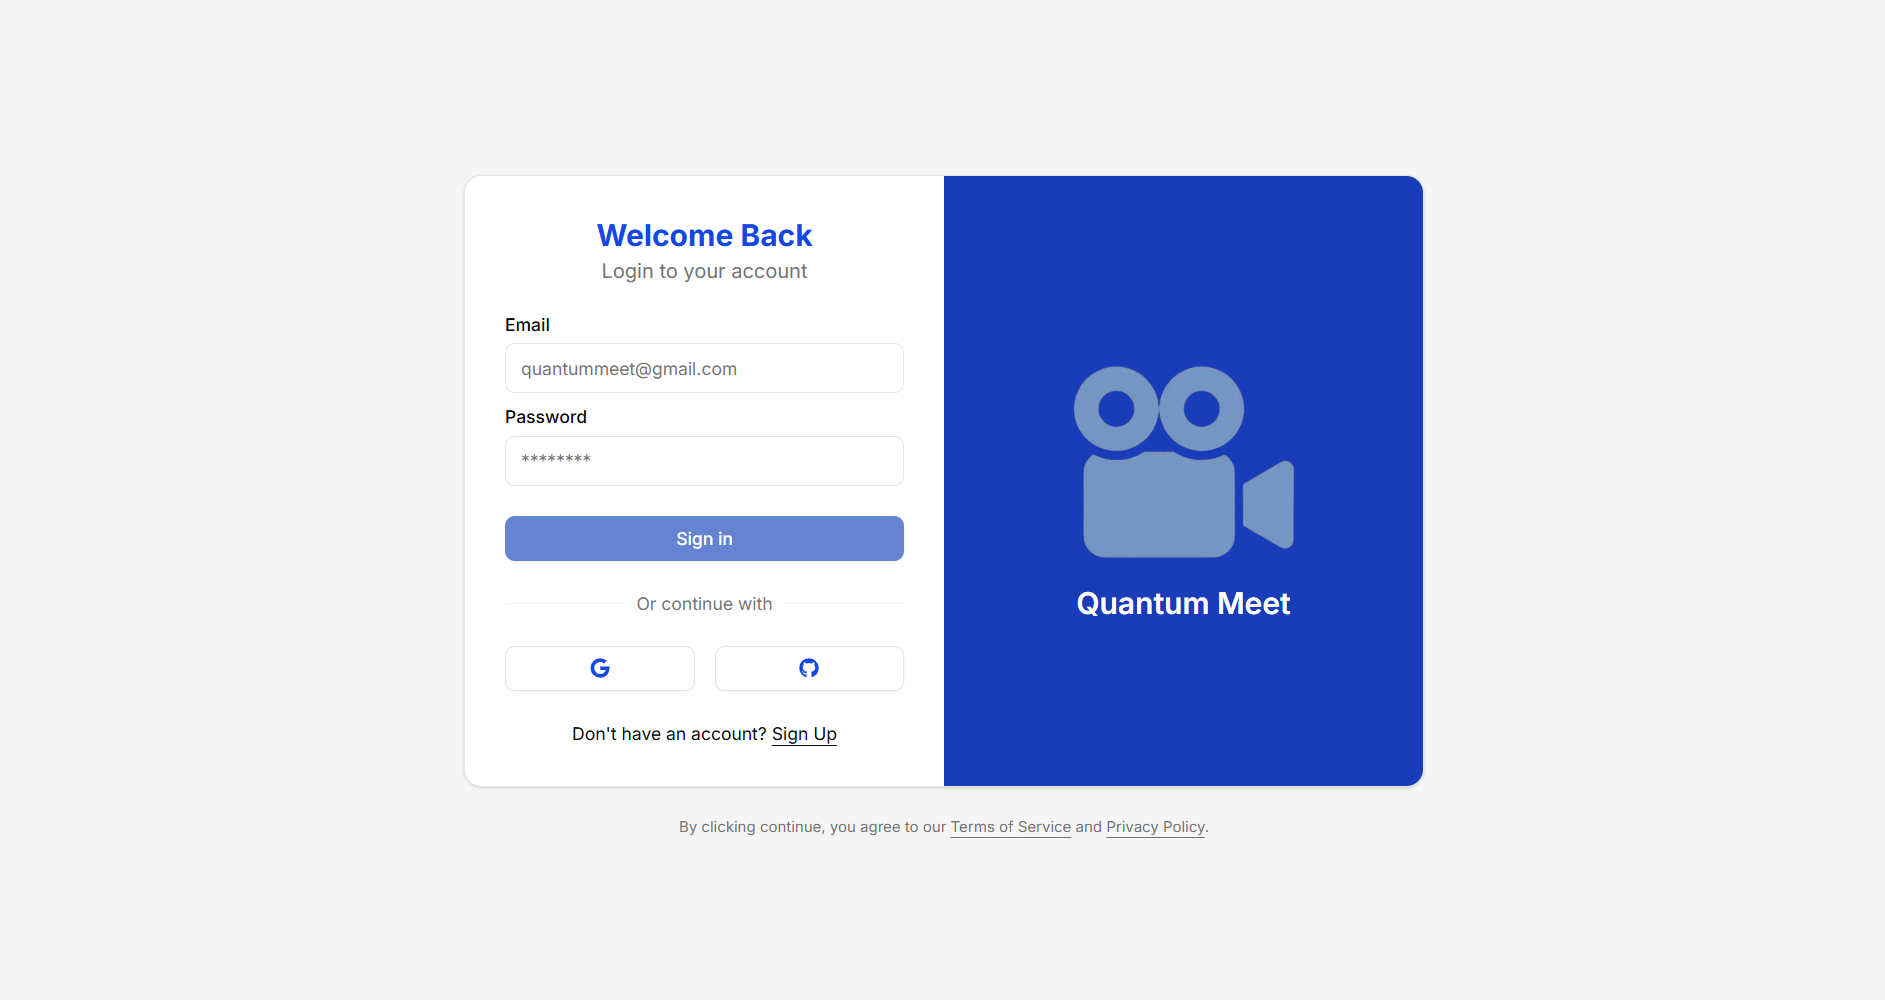 Welcome Back
Login to your account
Email
quantummeet@gmail.com
Password
********
Sign in
Or continue with
Don't have an account? Sign Up
Quantum Meet
By clicking continue, you agree to our Terms of Service and Privacy Policy.